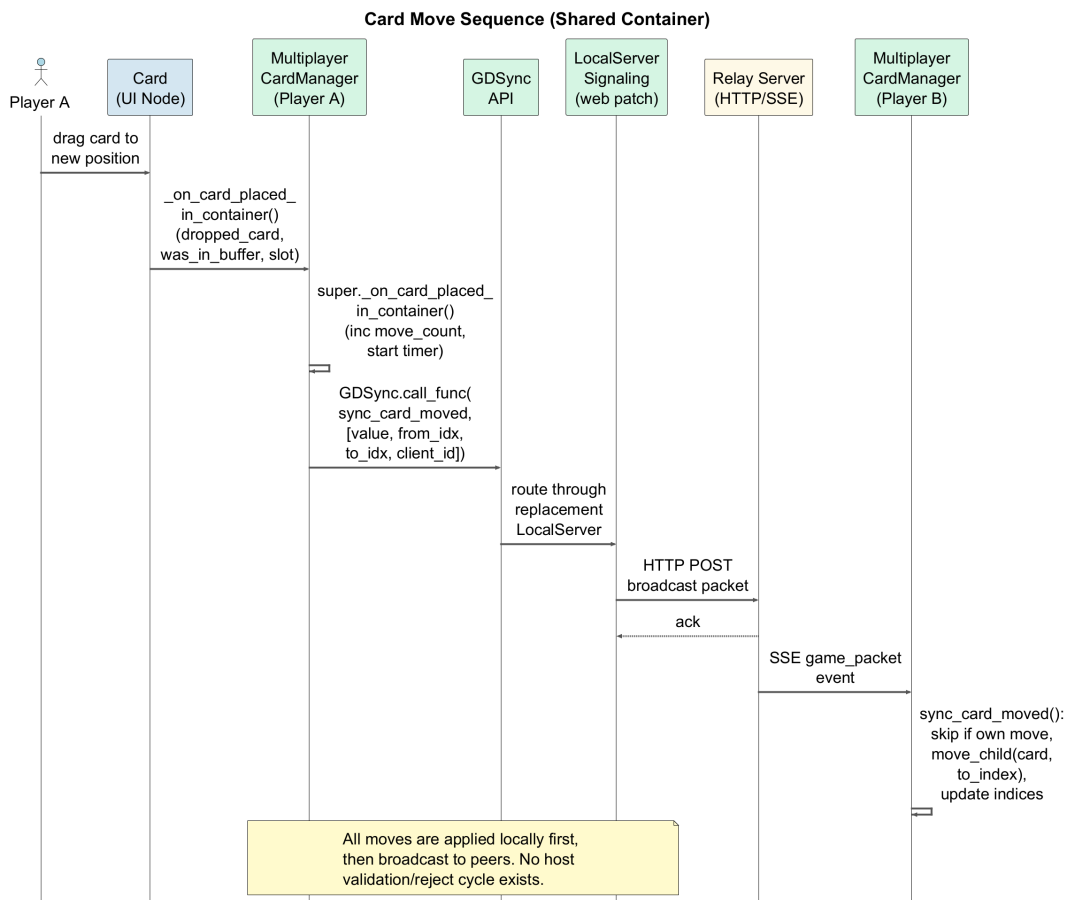 Card Move Sequence (Shared Container)
Player A
Card
(UI Node)
Multiplayer
CardManager
(Player A)
GDSync
API
LocalServer
Signaling
(web patch)
Relay Server
(HTTP/SSE)
Multiplayer
CardManager
(Player B)
drag card to
new position
_on_card_placed_
in_container()
(dropped_card,
was_in_buffer, slot)
super._on_card_placed_
in_container()
(inc move_count,
start timer)
GDSync.call_func(
sync_card_moved,
[value, from_idx,
to_idx, client_id])
route through
replacement
LocalServer
HTTP POST
broadcast packet
ack
SSE game_packet
event
sync_card_moved():
skip if own move,
move_child(card,
to_index),
update indices
All moves are applied locally first,
then broadcast to peers. No host
validation/reject cycle exists.